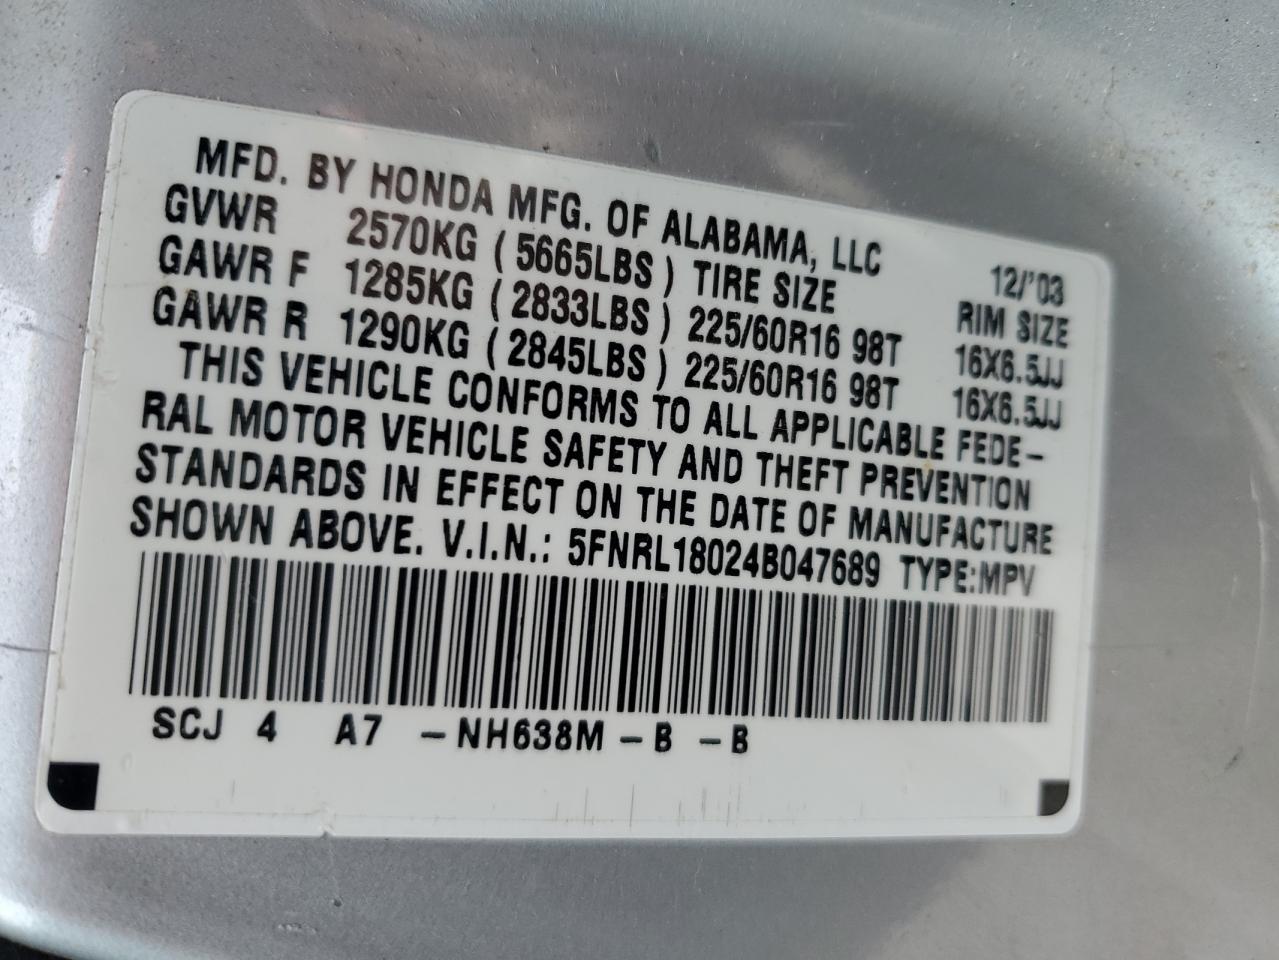 MFD. BY HONDA MFG. OF ALABAMA, LLC 12/'03
GVWR 2570KG ( 5665LBS ) TIRE SIZE RIM SIZE
GAWR F 1285KG ( 2833LBS ) 225/60R16 98T 16X6.5JJ
GAWR R 1290KG ( 2845LBS ) 225/60R16 98T 16X6.5JJ
THIS VEHICLE CONFORMS TO ALL APPLICABLE FEDE-
RAL MOTOR VEHICLE SAFETY AND THEFT PREVENTION
STANDARDS IN EFFECT ON THE DATE OF MANUFACTURE
SHOWN ABOVE. V.I.N.: 5FNRL18024B047689 TYPE:MPV
SCJ 4 A7 -NH638M -B -B